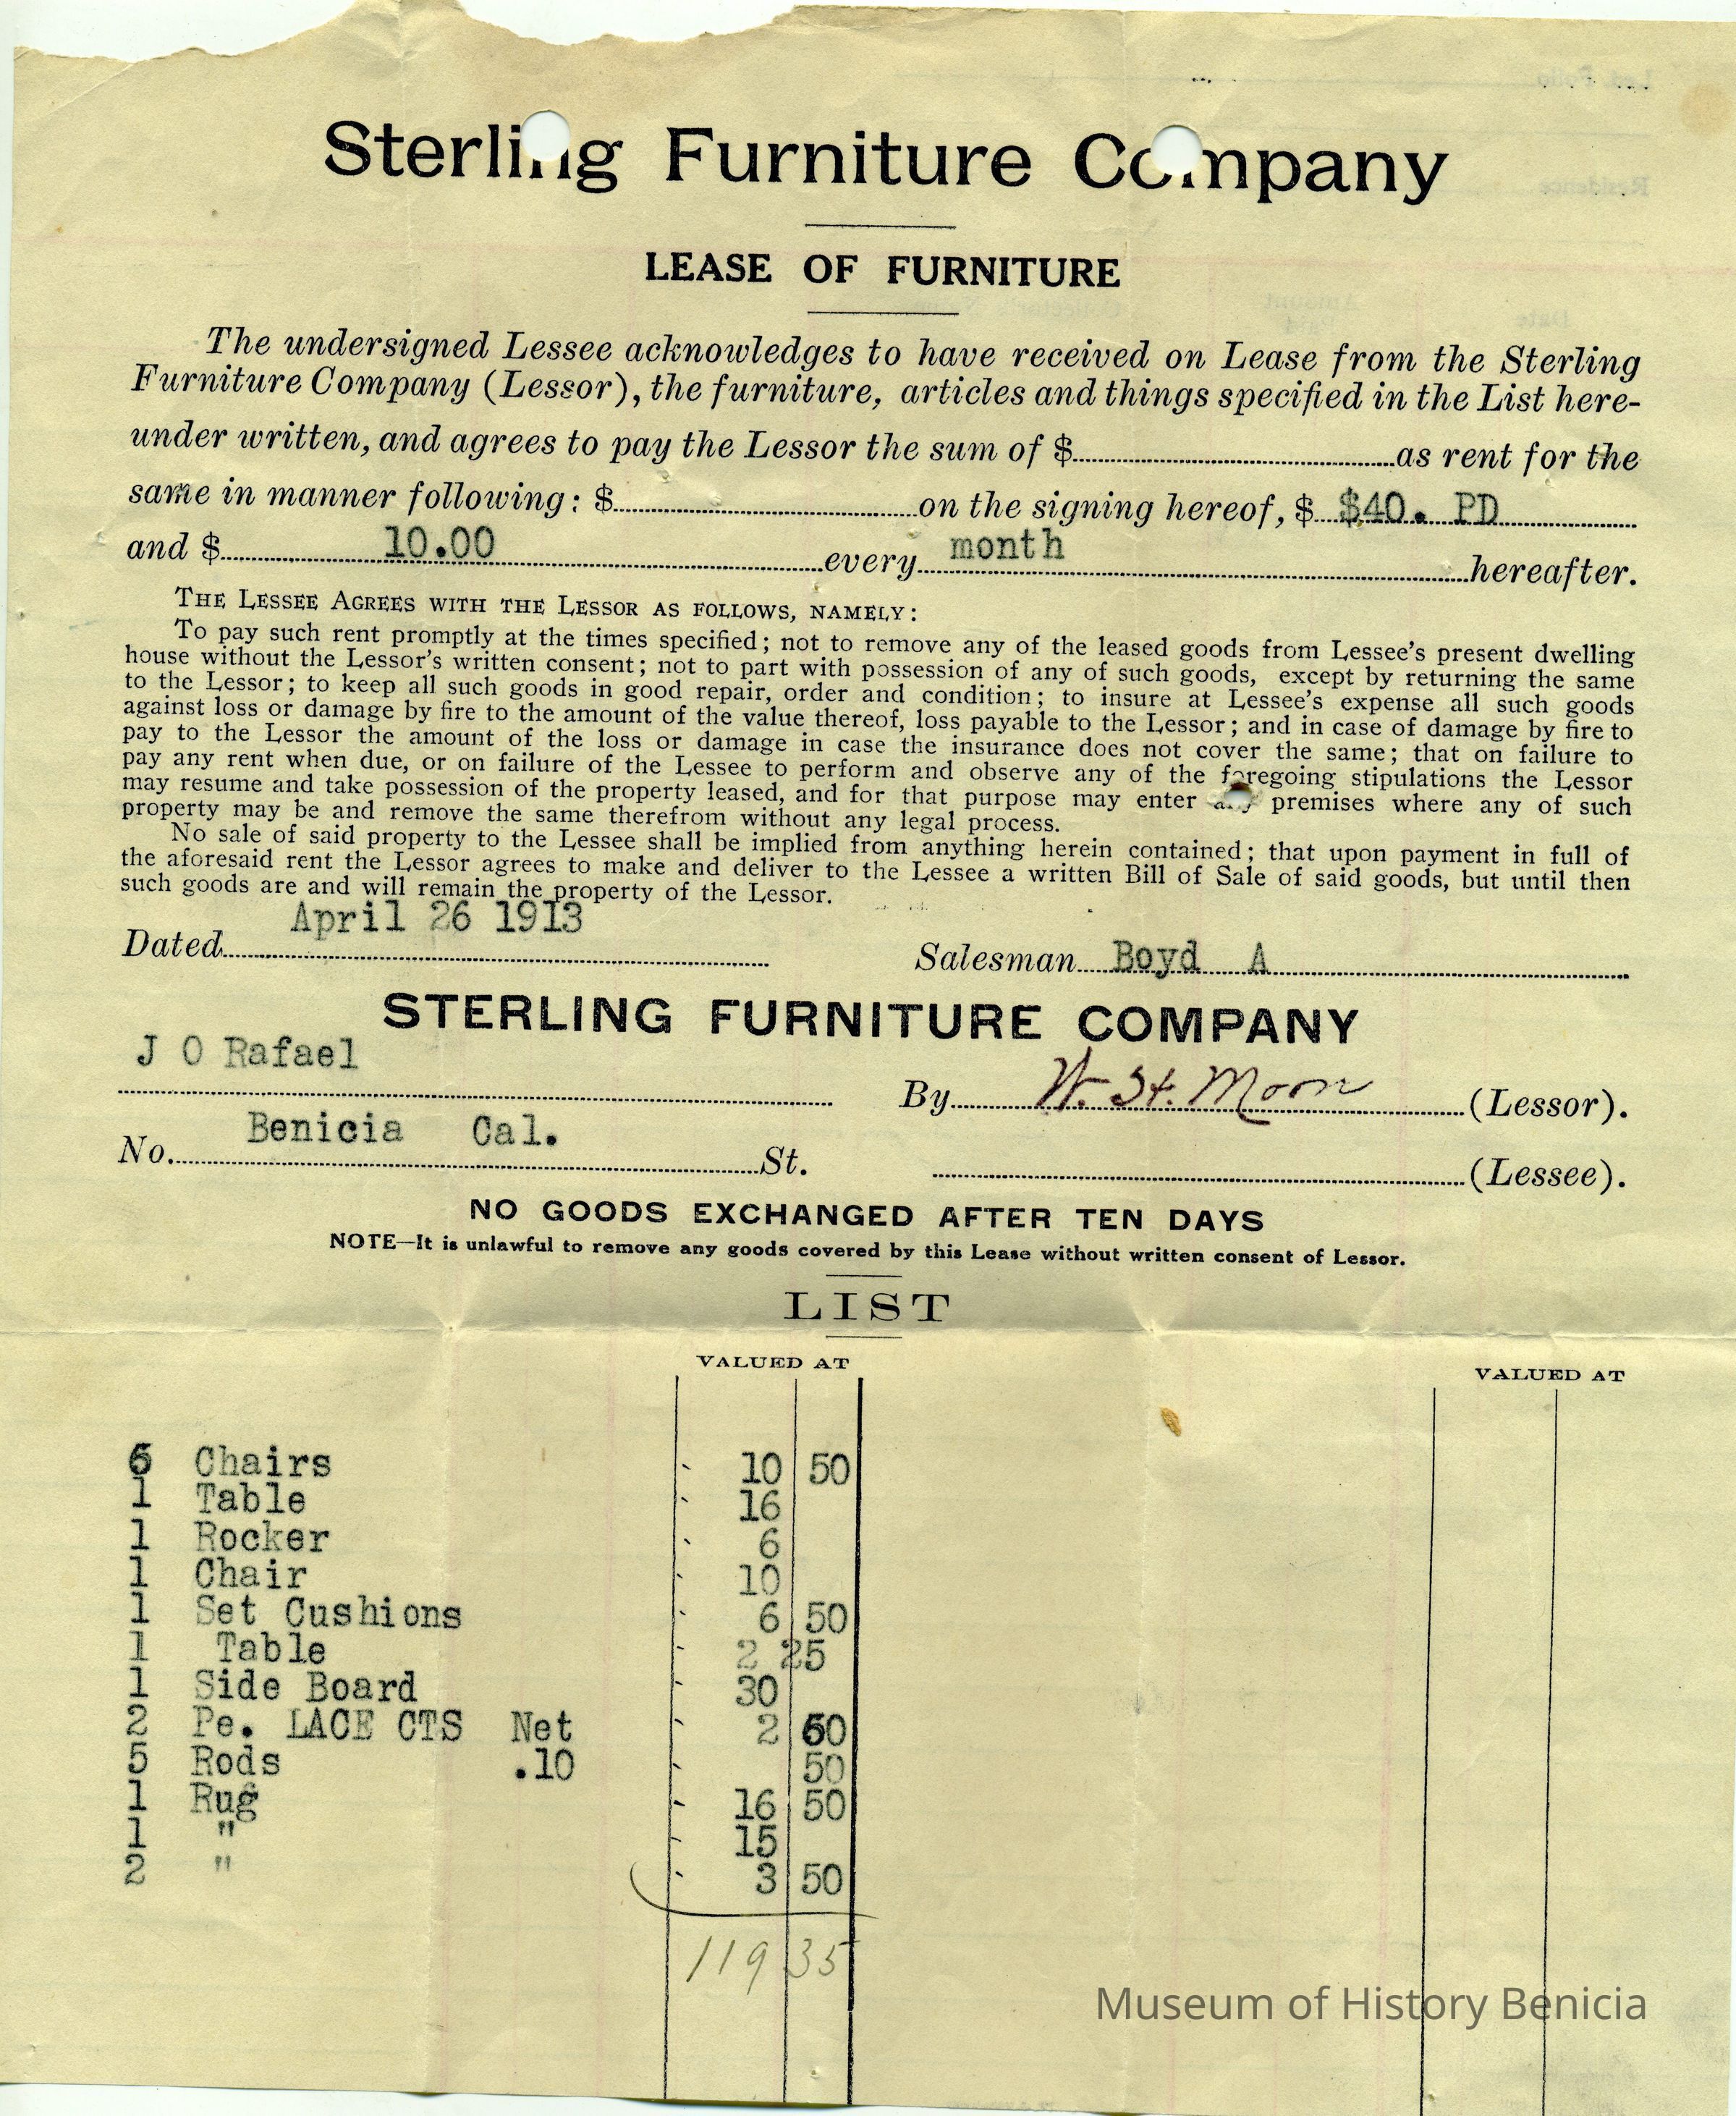 Sterling Furniture Company
LEASE OF FURNITURE
The undersigned Lessee acknowledges to have received on Lease from the Sterling
Furniture Company (Lessor), the furniture, articles and things specified in the List here-
under written, and agrees to pay the Lessor the sum of $ as rent for the
same in manner following: $ on the signing hereof, $ $40. PD
and $ 10.00 every month hereafter.
THE LESSEE AGREES WITH THE LESSOR AS FOLLOWS, NAMELY:
To pay such rent promptly at the times specified; not to remove any of the leased goods from Lessee's present dwelling
house without the Lessor's written consent; not to part with possession of any of such goods, except by returning the same
to the Lessor; to keep all such goods in good repair, order and condition; to insure at Lessee's expense all such goods
against loss or damage by fire to the amount of the value thereof, loss payable to the Lessor; and in case of damage by fire to
pay to the Lessor the amount of the loss or damage in case the insurance does not cover the same; that on failure to
pay any rent when due, or on failure of the Lessee to perform and observe any of the foregoing stipulations the Lessor
may resume and take possession of the property leased, and for that purpose may enter any premises where any of such
property may be and remove the same therefrom without any legal process.
No sale of said property to the Lessee shall be implied from anything herein contained; that upon payment in full of
the aforesaid rent the Lessor agrees to make and deliver to the Lessee a written Bill of Sale of said goods, but until then
such goods are and will remain the property of the Lessor.
Dated April 26 1913 Salesman Boyd A
STERLING FURNITURE COMPANY
J O Rafael
By W. St. Moon (Lessor).
No. Benicia Cal. St. (Lessee).
NO GOODS EXCHANGED AFTER TEN DAYS
NOTE—It is unlawful to remove any goods covered by this Lease without written consent of Lessor.
LIST
VALUED AT VALUED AT
6 Chairs 10 50
1 Table 16
1 Rocker 6
1 Chair 10
1 Set Cushions 6 50
1 Table 2 25
1 Side Board 30
2 Pe. LACE CTS Net 2 60
5 Rods .10 50
1 Rug 16 50
1 " 15
2 " 3 50
119 35
Museum of History Benicia